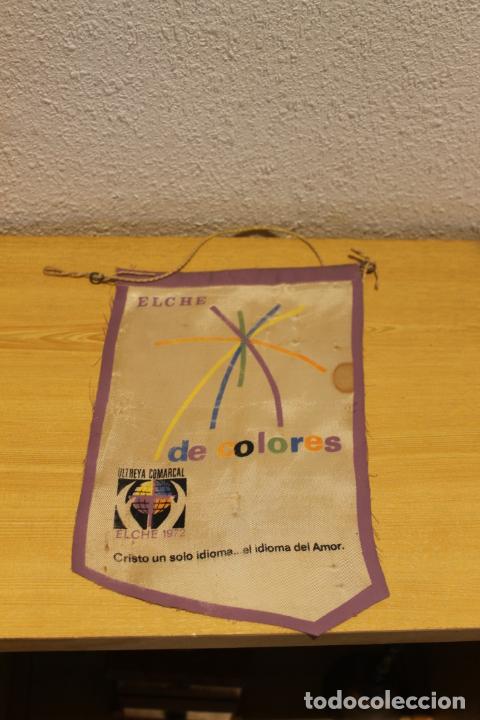 ELCHE
de colores
ULTREYA COMARCAL
ELCHE 1972
Cristo un solo idioma...el idioma del Amor.
todocoleccion